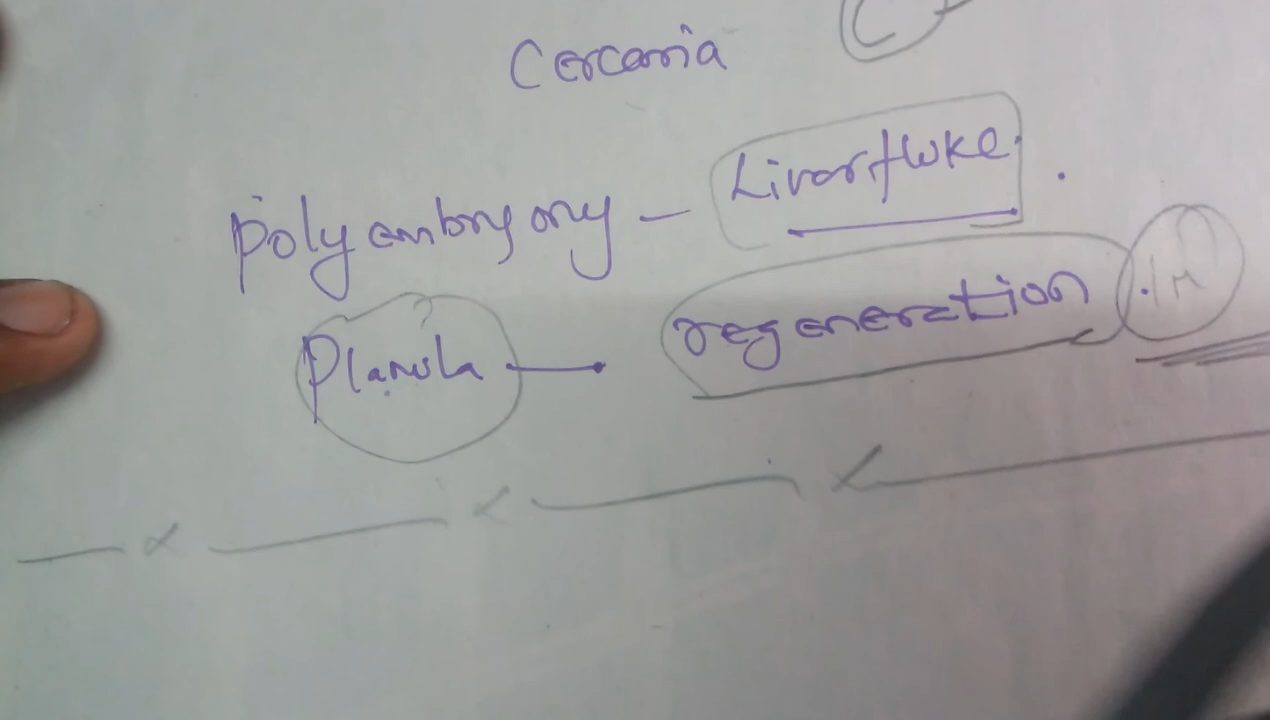 Cercaria
Polyembryony - Liverfluke.
Planula — regeneration